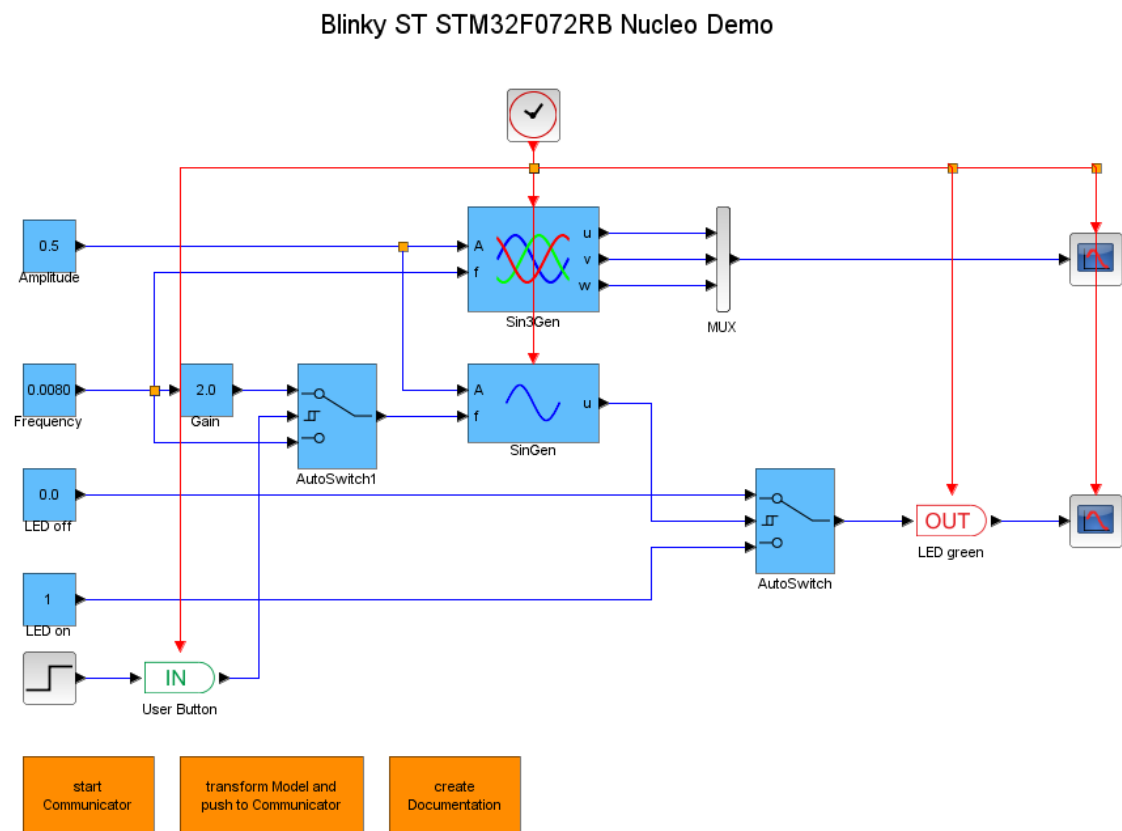 Blinky ST STM32F072RB Nucleo Demo
0.5
Amplitude
A
f
u
v
w
Sin3Gen
MUX
0.0080
Frequency
2.0
Gain
AutoSwitch1
A
f
u
SinGen
0.0
LED off
AutoSwitch
OUT
LED green
1
LED on
IN
User Button
start
Communicator
transform Model and
push to Communicator
create
Documentation